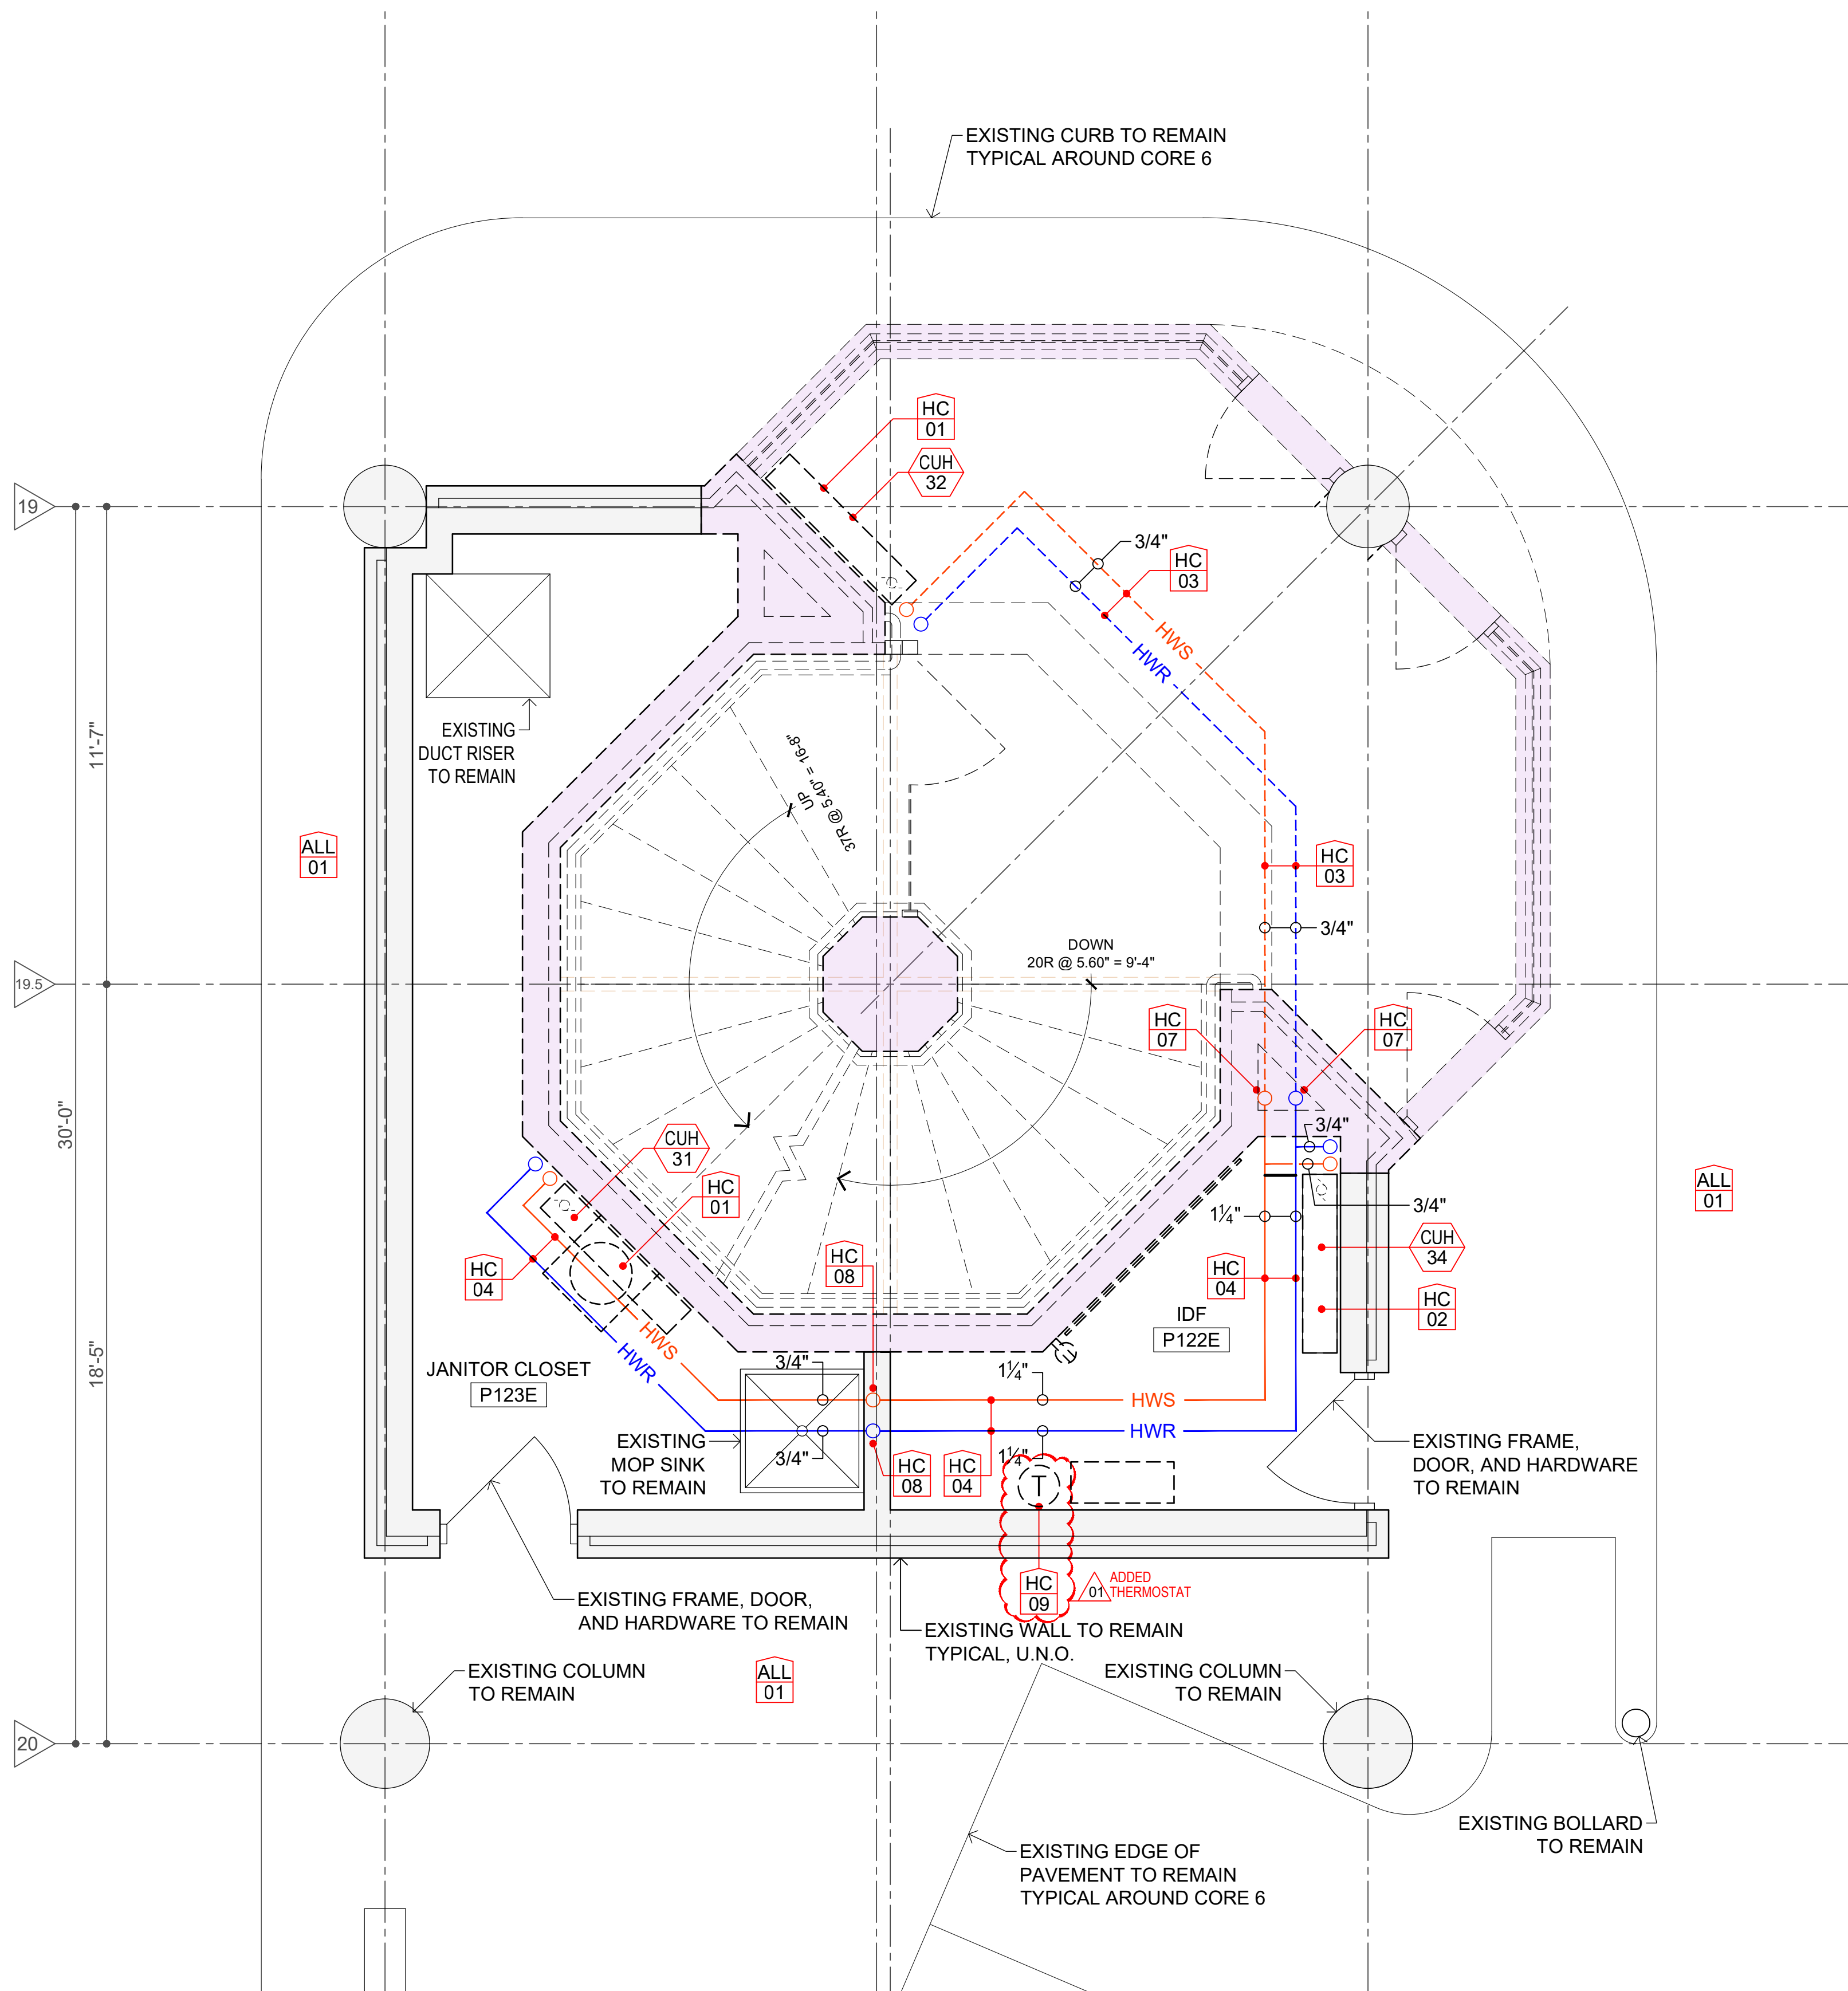 EXISTING CURB TO REMAIN
TYPICAL AROUND CORE 6
HC
01
CUH
32
19
3/4"
HC
03
HWS
HWR
EXISTING
DUCT RISER
TO REMAIN
11'-7"
UP
37R @ 5.40" = 16-8"
ALL
01
HC
03
3/4"
DOWN
20R @ 5.60" = 9'-4"
19.5
HC
07
HC
07
30'-0"
3/4"
CUH
31
HC
01
3/4"
1¼"
ALL
01
CUH
34
HC
04
HC
08
HC
04
HC
02
IDF
P122E
18'-5"
HWS
HWR
JANITOR CLOSET
P123E
3/4"
1¼"
HWS
HWR
EXISTING
MOP SINK
TO REMAIN
3/4"
HC
08
HC
04
1¼"
T
EXISTING FRAME,
DOOR, AND HARDWARE
TO REMAIN
HC
09
01
ADDED
THERMOSTAT
EXISTING FRAME, DOOR,
AND HARDWARE TO REMAIN
EXISTING WALL TO REMAIN
TYPICAL, U.N.O.
EXISTING COLUMN
TO REMAIN
ALL
01
EXISTING COLUMN
TO REMAIN
20
EXISTING BOLLARD
TO REMAIN
EXISTING EDGE OF
PAVEMENT TO REMAIN
TYPICAL AROUND CORE 6